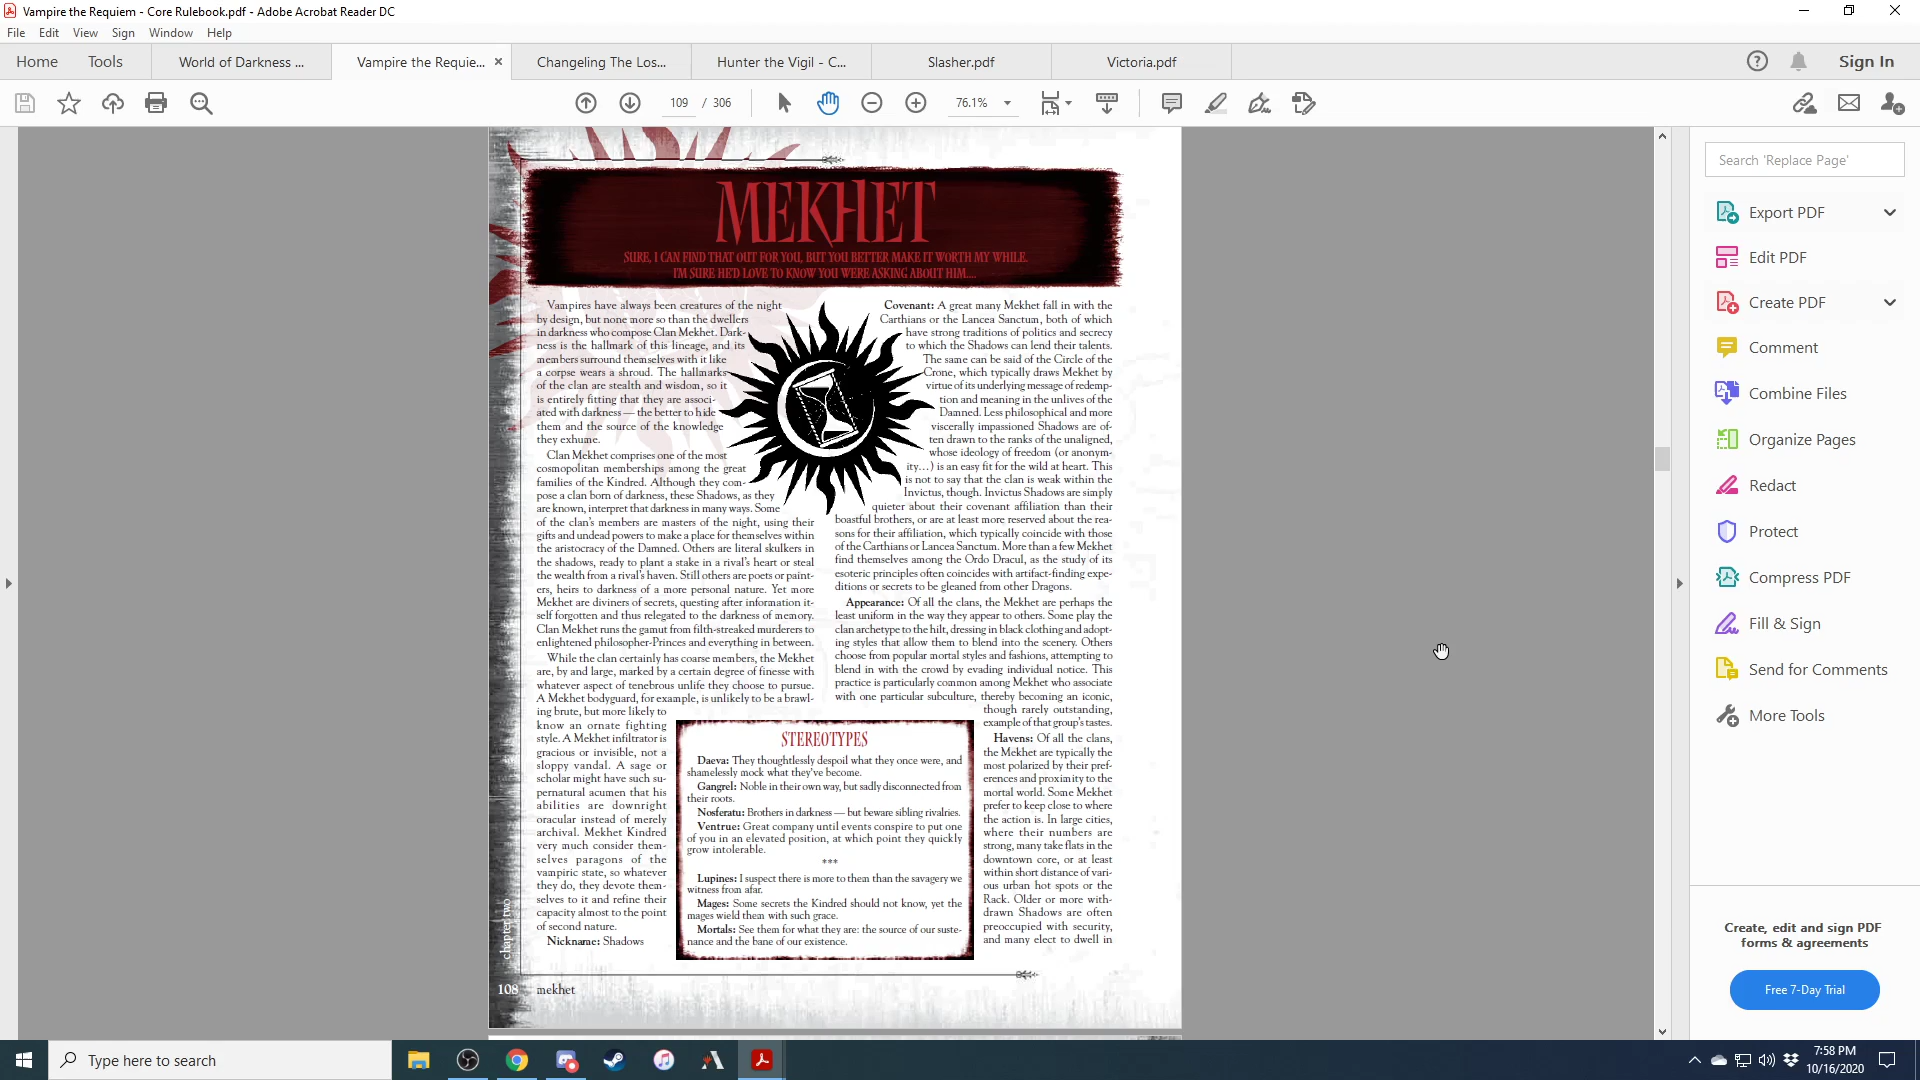 Vampire the Requiem - Core Rulebook.pdf - Adobe Acrobat Reader DC
File Edit View Sign Window Help
Home Tools World of Darkness ... Vampire the Requie... Changeling The Los... Hunter the Vigil - C... Slasher.pdf Victoria.pdf Sign In
109 / 306 76.1%
MEKHET
SURE, I CAN FIND THAT OUT FOR YOU, BUT YOU BETTER MAKE IT WORTH MY WHILE.
I'M SURE HE'D LOVE TO KNOW YOU WERE ASKING ABOUT HIM....
Vampires have always been creatures of the night
by design, but none more so than the dwellers
in darkness who compose Clan Mekhet. Dark-
ness is the hallmark of this lineage, and its
members surround themselves with it like
a corpse wears a shroud. The hallmarks
of the clan are stealth and wisdom, so it
is entirely fitting that they are associ-
ated with darkness — the better to hide
them and the source of the knowledge
they exhume.
Clan Mekhet comprises one of the most
cosmopolitan memberships among the great
families of the Kindred. Although they com-
pose a clan born of darkness, these Shadows, as they
are known, interpret that darkness in many ways. Some
of the clan's members are masters of the night, using their
gifts and undead powers to make a place for themselves within
the aristocracy of the Damned. Others are literal skulkers in
the shadows, ready to plant a stake in a rival's heart or steal
the wealth from a rival's haven. Still others are poets or paint-
ers, heirs to darkness of a more personal nature. Yet more
Mekhet are diviners of secrets, questing after information it-
self forgotten and thus relegated to the darkness of memory.
Clan Mekhet runs the gamut from filth-streaked murderers to
enlightened philosopher-Princes and everything in between.
While the clan certainly has coarse members, the Mekhet
are, by and large, marked by a certain degree of finesse with
whatever aspect of tenebrous unlife they choose to pursue.
A Mekhet bodyguard, for example, is unlikely to be a brawl-
ing brute, but more likely to
know an ornate fighting
style. A Mekhet infiltrator is
gracious or invisible, not a
sloppy vandal. A sage or
scholar might have such su-
pernatural acumen that his
abilities are downright
oracular instead of merely
archival. Mekhet Kindred
very much consider them-
selves paragons of the
vampiric state, so whatever
they do, they devote them-
selves to it and refine their
capacity almost to the point
of second nature.
Nickname: Shadows
Covenant: A great many Mekhet fall in with the
Carthians or the Lancea Sanctum, both of which
have strong traditions of politics and secrecy
to which the Shadows can lend their talents.
The same can be said of the Circle of the
Crone, which typically draws Mekhet by
virtue of its underlying message of redemp-
tion and meaning in the unlives of the
Damned. Less philosophical and more
viscerally impassioned Shadows are of-
ten drawn to the ranks of the unaligned,
whose ideology of freedom (or anonym-
ity...) is an easy fit for the wild at heart. This
is not to say that the clan is weak within the
Invictus, though. Invictus Shadows are simply
quieter about their covenant affiliation than their
boastful brothers, or are at least more reserved about the rea-
sons for their affiliation, which typically coincide with those
of the Carthians or Lancea Sanctum. More than a few Mekhet
find themselves among the Ordo Dracul, as the study of its
esoteric principles often coincides with artifact-finding expe-
ditions or secrets to be gleaned from other Dragons.
Appearance: Of all the clans, the Mekhet are perhaps the
least uniform in the way they appear to others. Some play the
clan archetype to the hilt, dressing in black clothing and adopt-
ing styles that allow them to blend into the scenery. Others
choose from popular mortal styles and fashions, attempting to
blend in with the crowd by evading individual notice. This
practice is particularly common among Mekhet who associate
with one particular subculture, thereby becoming an iconic,
though rarely outstanding,
example of that group's tastes.
Havens: Of all the clans,
the Mekhet are typically the
most polarized by their pref-
erences and proximity to the
mortal world. Some Mekhet
prefer to keep close to where
the action is. In large cities,
where their numbers are
strong, many take flats in the
downtown core, or at least
within short distance of vari-
ous urban hot spots or the
Rack. Older or more with-
drawn Shadows are often
preoccupied with security,
and many elect to dwell in
STEREOTYPES
Daeva: They thoughtlessly despoil what they once were, and
shamelessly mock what they've become.
Gangrel: Noble in their own way, but sadly disconnected from
their roots.
Nosferatu: Brothers in darkness — but beware sibling rivalries.
Ventrue: Great company until events conspire to put one
of you in an elevated position, at which point they quickly
grow intolerable.
***
Lupines: I suspect there is more to them than the savagery we
witness from afar.
Mages: Some secrets the Kindred should not know, yet the
mages wield them with such grace.
Mortals: See them for what they are: the source of our suste-
nance and the bane of our existence.
chapter two
108 mekhet
Search 'Replace Page'
Export PDF
Edit PDF
Create PDF
Comment
Combine Files
Organize Pages
Redact
Protect
Compress PDF
Fill & Sign
Send for Comments
More Tools
Create, edit and sign PDF
forms & agreements
Free 7-Day Trial
Type here to search
7:58 PM
10/16/2020